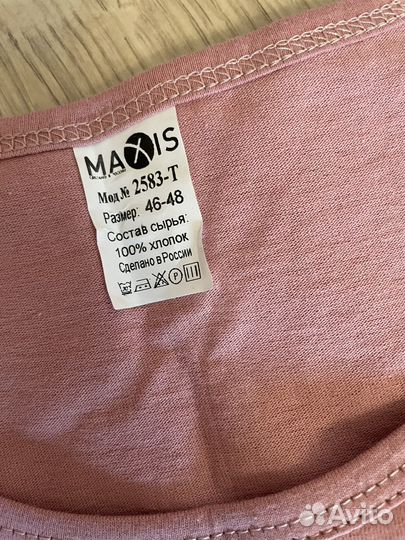 MAXIS
Мод № 2583-Т
Размер: 46-48
Состав сырья:
100% хлопок
Сделано в России
P
Avito